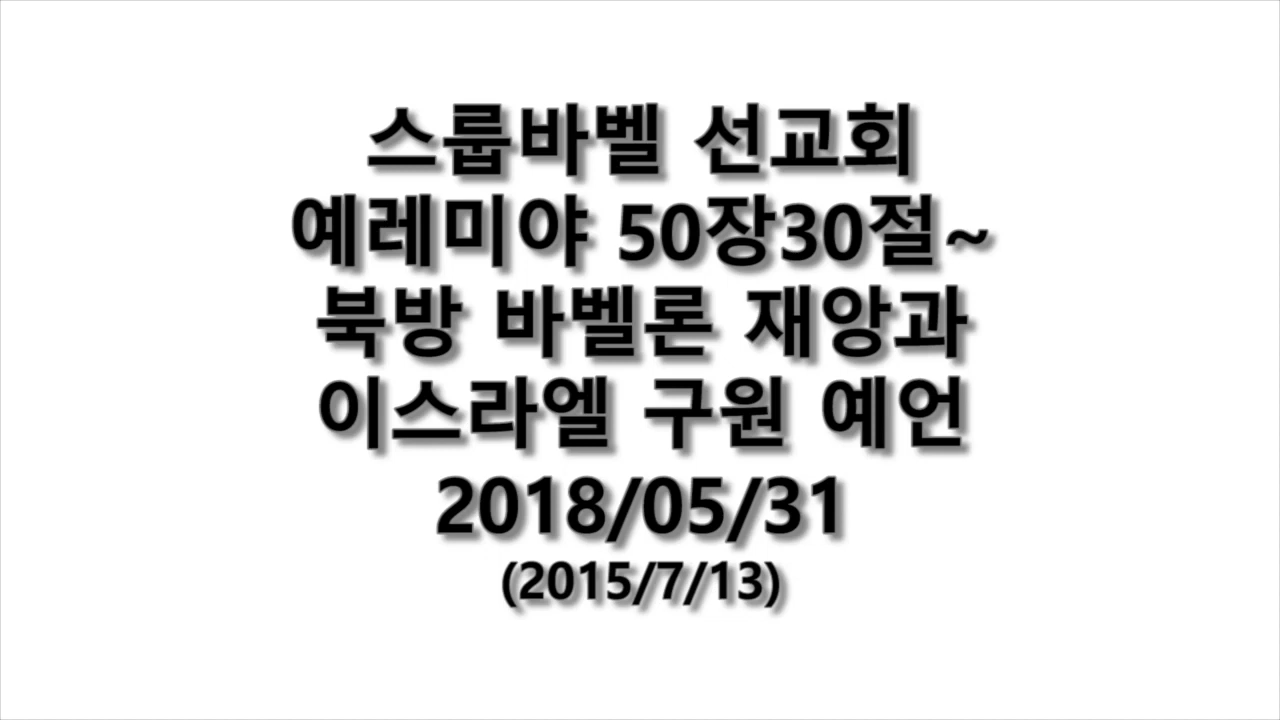 스룹바벨 선교회
예레미야 50장30절~
북방 바벨론 재앙과
이스라엘 구원 예언
2018/05/31
(2015/7/13)